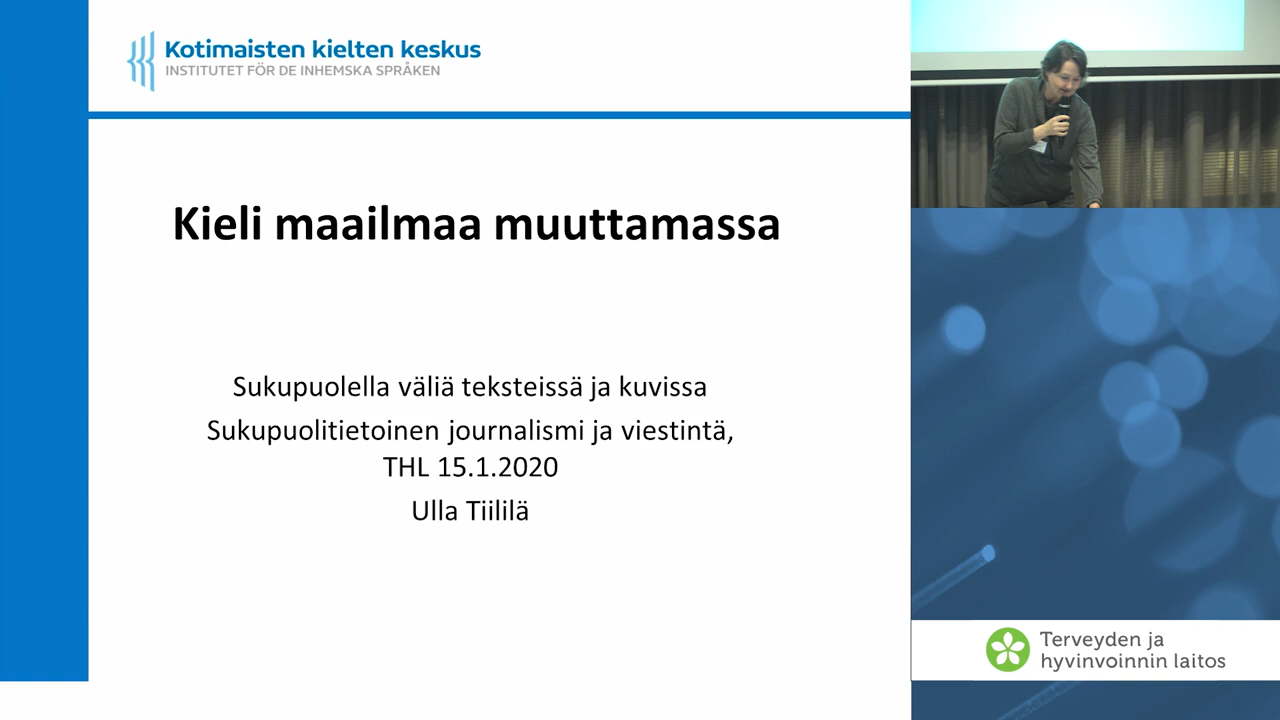 Kotimaisten kielten keskus
INSTITUTET FÖR DE INHEMSKA SPRÅKEN
Kieli maailmaa muuttamassa
Sukupuolella väliä teksteissä ja kuvissa
Sukupuolitietoinen journalismi ja viestintä,
THL 15.1.2020
Ulla Tiililä
Terveyden ja
hyvinvoinnin laitos